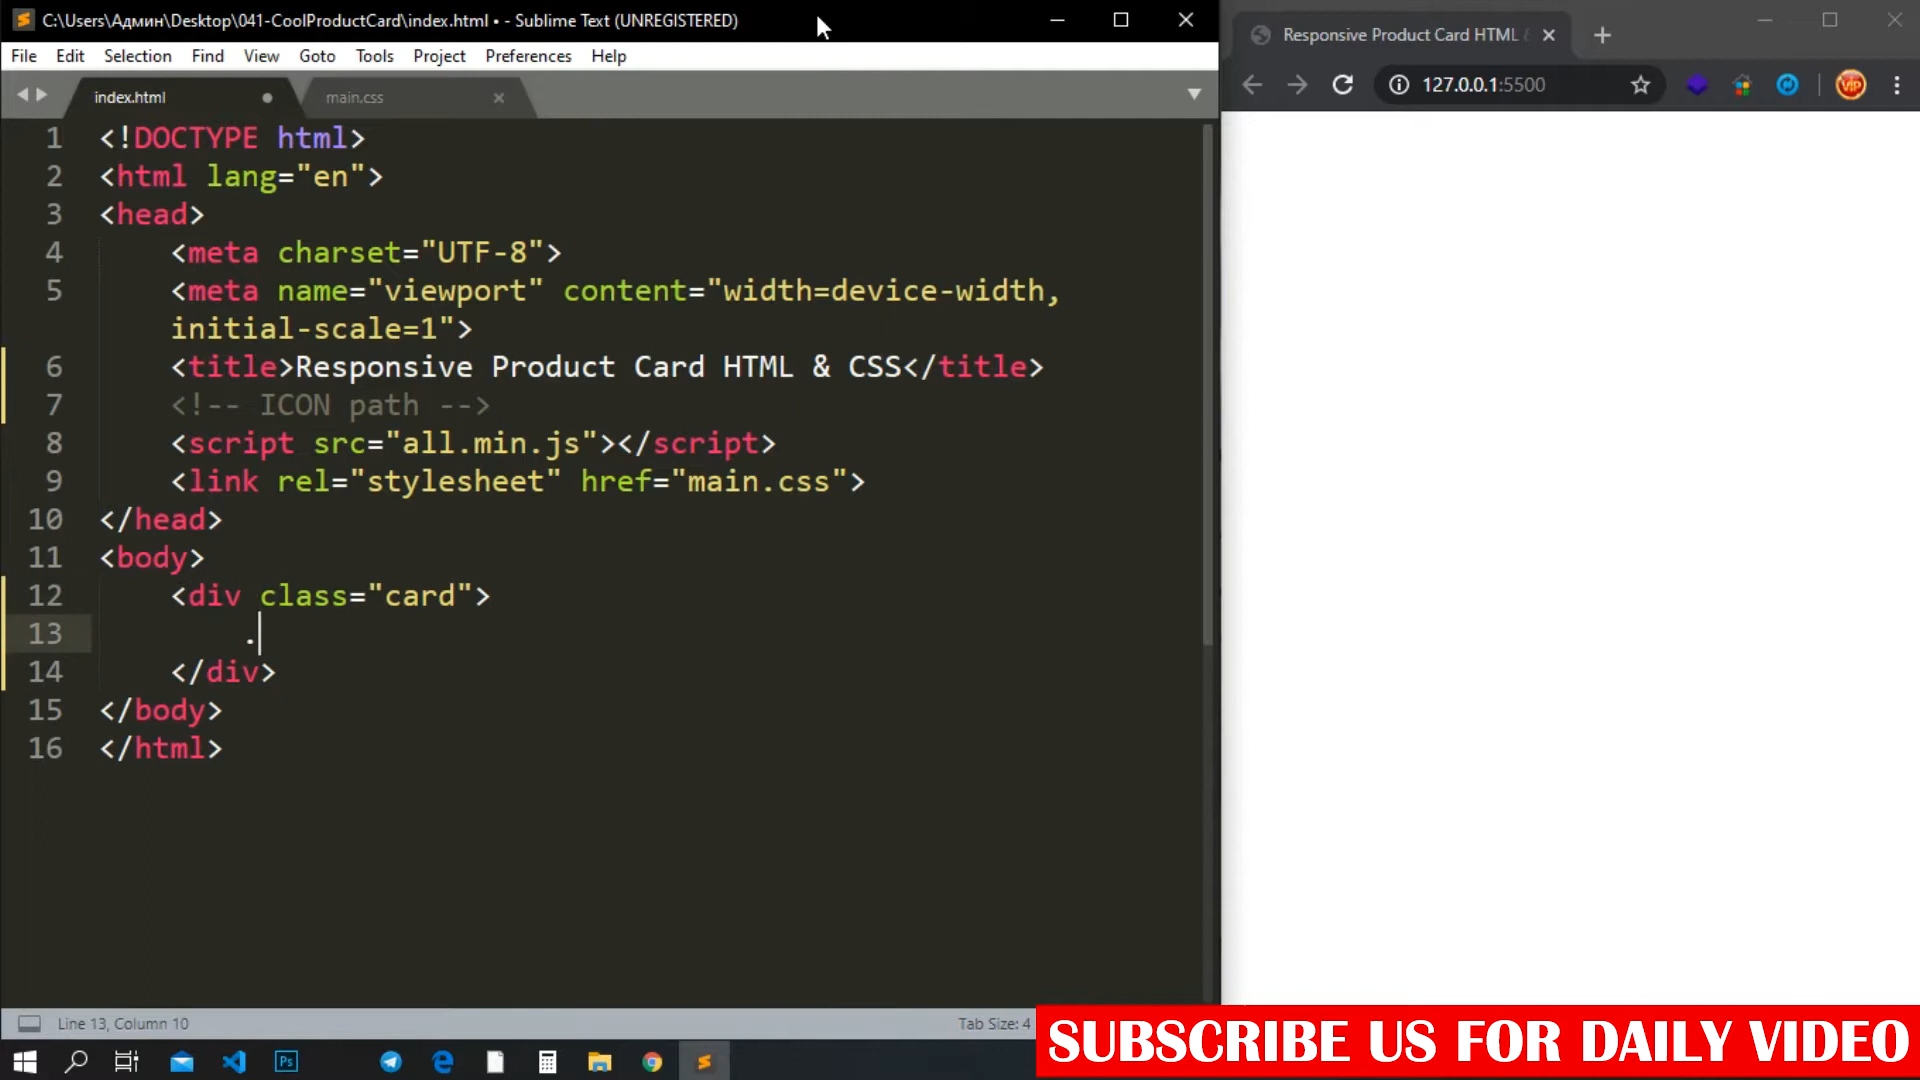 C:\Users\Админ\Desktop\041-CoolProductCard\index.html • - Sublime Text (UNREGISTERED)
File Edit Selection Find View Goto Tools Project Preferences Help
index.html
main.css
1 <!DOCTYPE html>
2 <html lang="en">
3 <head>
4 <meta charset="UTF-8">
5 <meta name="viewport" content="width=device-width,
initial-scale=1">
6 <title>Responsive Product Card HTML & CSS</title>
7 <!-- ICON path -->
8 <script src="all.min.js"></script>
9 <link rel="stylesheet" href="main.css">
10 </head>
11 <body>
12 <div class="card">
13 .
14 </div>
15 </body>
16 </html>
Line 13, Column 10
Tab Size: 4
Responsive Product Card HTML
127.0.0.1:5500
VIP
Ps
SUBSCRIBE US FOR DAILY VIDEO